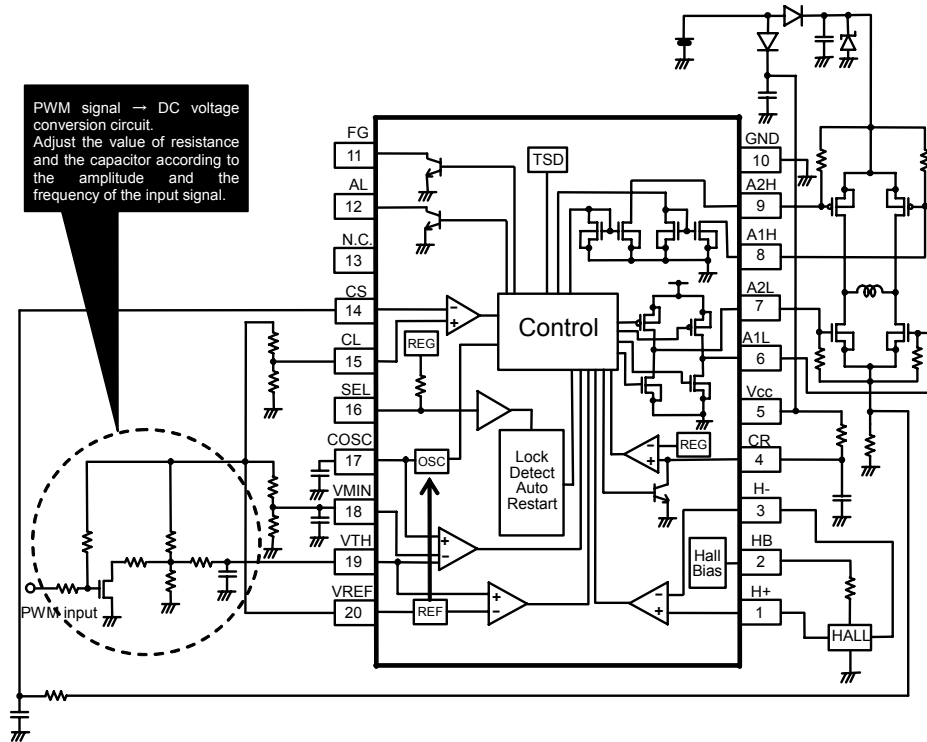 PWM signal → DC voltage
conversion circuit.
Adjust the value of resistance
and the capacitor according to
the amplitude and the
frequency of the input signal.
FG
11
AL
12
N.C.
13
CS
14
CL
15
SEL
16
COSC
17
VMIN
18
VTH
19
VREF
20
PWM input
TSD
Control
REG
OSC
Lock
Detect
Auto
Restart
REG
Hall
Bias
REF
GND
10
A2H
9
A1H
8
A2L
7
A1L
6
Vcc
5
CR
4
H-
3
HB
2
H+
1
HALL